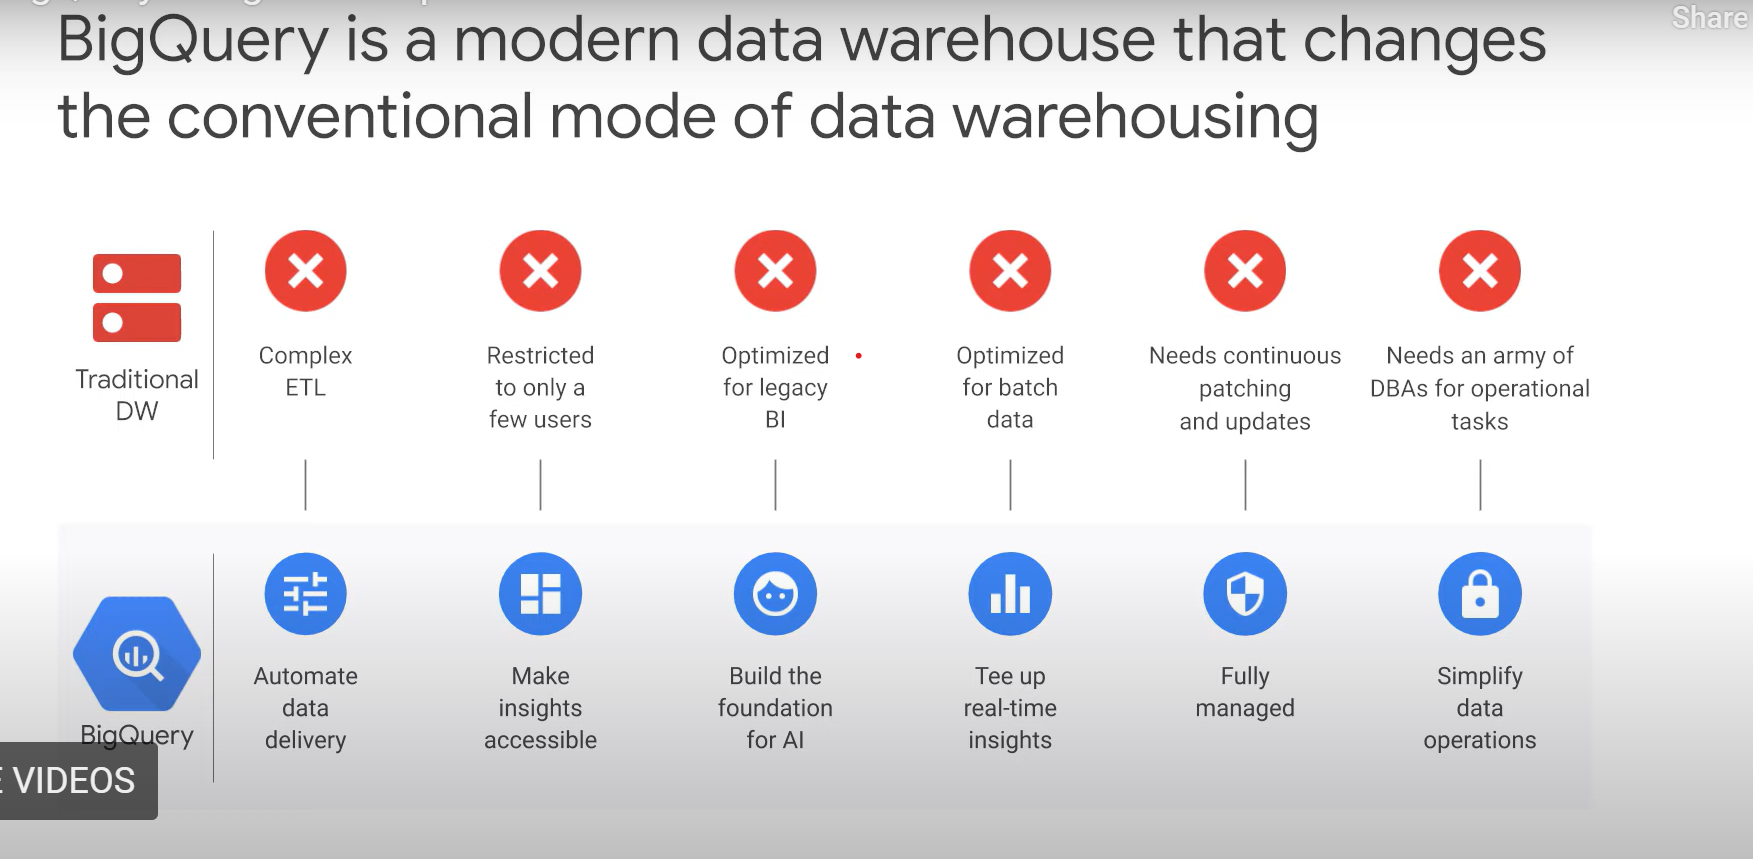 Share
BigQuery is a modern data warehouse that changes
the conventional mode of data warehousing
Traditional
DW
Complex
ETL
Restricted
to only a
few users
Optimized
for legacy
BI
Optimized
for batch
data
Needs continuous
patching
and updates
Needs an army of
DBAs for operational
tasks
BigQuery
Automate
data
delivery
Make
insights
accessible
Build the
foundation
for AI
Tee up
real-time
insights
Fully
managed
Simplify
data
operations
VIDEOS